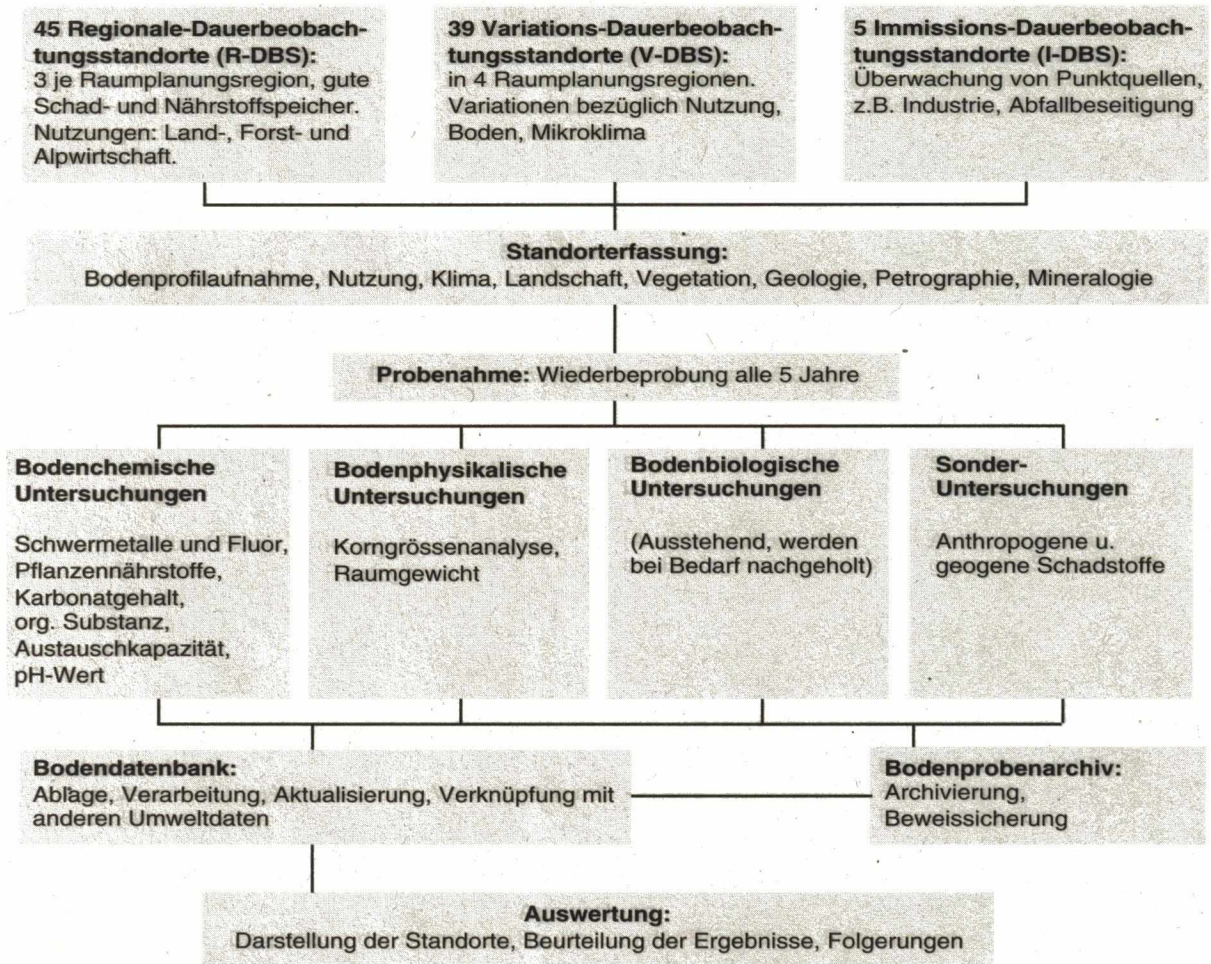 45 Regionale-Dauerbeobach-
tungsstandorte (R-DBS):
3 je Raumplanungsregion, gute
Schad- und Nährstoffspeicher.
Nutzungen: Land-, Forst- und
Alpwirtschaft.
39 Variations-Dauerbeobach-
tungsstandorte (V-DBS):
in 4 Raumplanungsregionen.
Variationen bezüglich Nutzung,
Boden, Mikroklima
5 Immissions-Dauerbeobach-
tungsstandorte (I-DBS):
Überwachung von Punktquellen,
z.B. Industrie, Abfallbeseitigung
Standorterfassung:
Bodenprofilaufnahme, Nutzung, Klima, Landschaft, Vegetation, Geologie, Petrographie, Mineralogie
Probenahme: Wiederbeprobung alle 5 Jahre
Bodenchemische
Untersuchungen
Schwermetalle und Fluor,
Pflanzennährstoffe,
Karbonatgehalt,
org. Substanz,
Austauschkapazität,
pH-Wert
Bodenphysikalische
Untersuchungen
Korngrössenanalyse,
Raumgewicht
Bodenbiologische
Untersuchungen
(Ausstehend, werden
bei Bedarf nachgeholt)
Sonder-
Untersuchungen
Anthropogene u.
geogene Schadstoffe
Bodendatenbank:
Ablage, Verarbeitung, Aktualisierung, Verknüpfung mit
anderen Umweltdaten
Bodenprobenarchiv:
Archivierung,
Beweissicherung
Auswertung:
Darstellung der Standorte, Beurteilung der Ergebnisse, Folgerungen